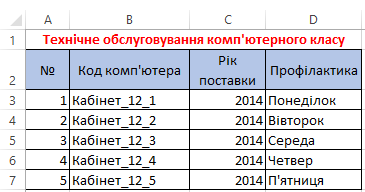 A B C D
1 Технічне обслуговування комп'ютерного класу
2 № Код комп'ютера Рік поставки Профілактика
3 1 Кабінет_12_1 2014 Понеділок
4 2 Кабінет_12_2 2014 Вівторок
5 3 Кабінет_12_3 2014 Середа
6 4 Кабінет_12_4 2014 Четвер
7 5 Кабінет_12_5 2014 П'ятниця